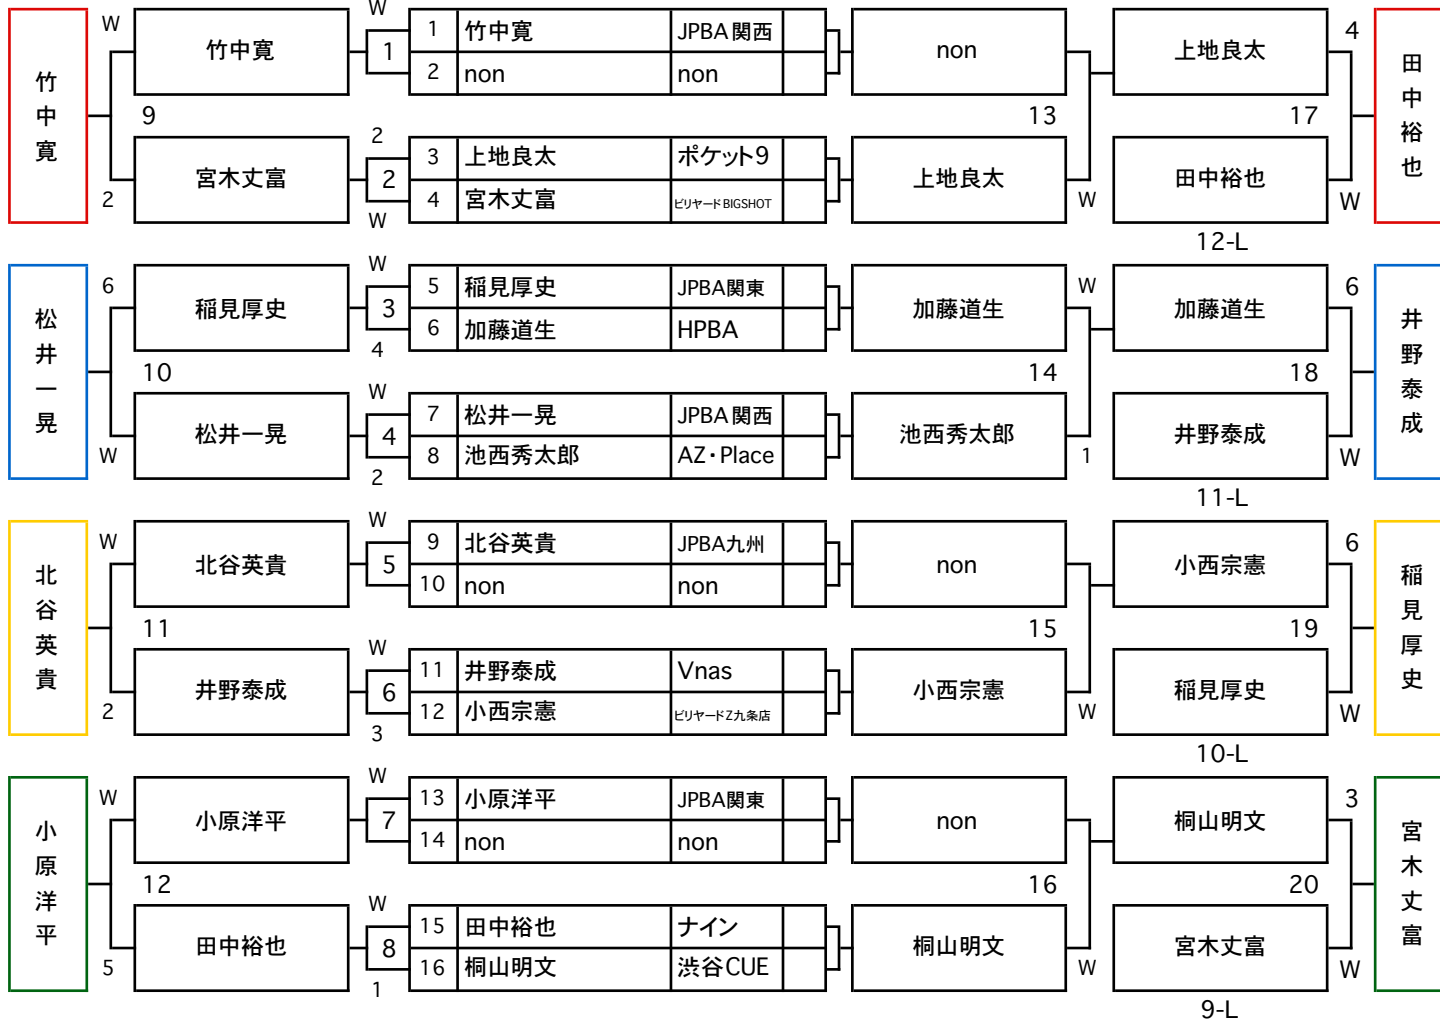 竹中寛
W
2
竹中寛
9
宮木丈富
W
1
1 竹中寛 JPBA関西
2 non non
2
2
W
3 上地良太 ポケット9
4 宮木丈富 ビリヤードBIGSHOT
non
13
上地良太
W
上地良太
17
田中裕也
12-L
4
W
田中裕也
松井一晃
6
W
稲見厚史
10
松井一晃
W
3
4
5 稲見厚史 JPBA関東
6 加藤道生 HPBA
W
4
2
7 松井一晃 JPBA関西
8 池西秀太郎 AZ・Place
加藤道生
14
池西秀太郎
W
1
加藤道生
18
井野泰成
11-L
6
W
井野泰成
北谷英貴
W
2
北谷英貴
11
井野泰成
W
5
9 北谷英貴 JPBA九州
10 non non
W
6
3
11 井野泰成 Vnas
12 小西宗憲 ビリヤードZ九条店
non
15
小西宗憲
W
小西宗憲
19
稲見厚史
10-L
6
W
稲見厚史
小原洋平
W
5
小原洋平
12
田中裕也
W
7
13 小原洋平 JPBA関東
14 non non
W
8
1
15 田中裕也 ナイン
16 桐山明文 渋谷CUE
non
16
桐山明文
W
桐山明文
20
宮木丈富
9-L
3
W
宮木丈富